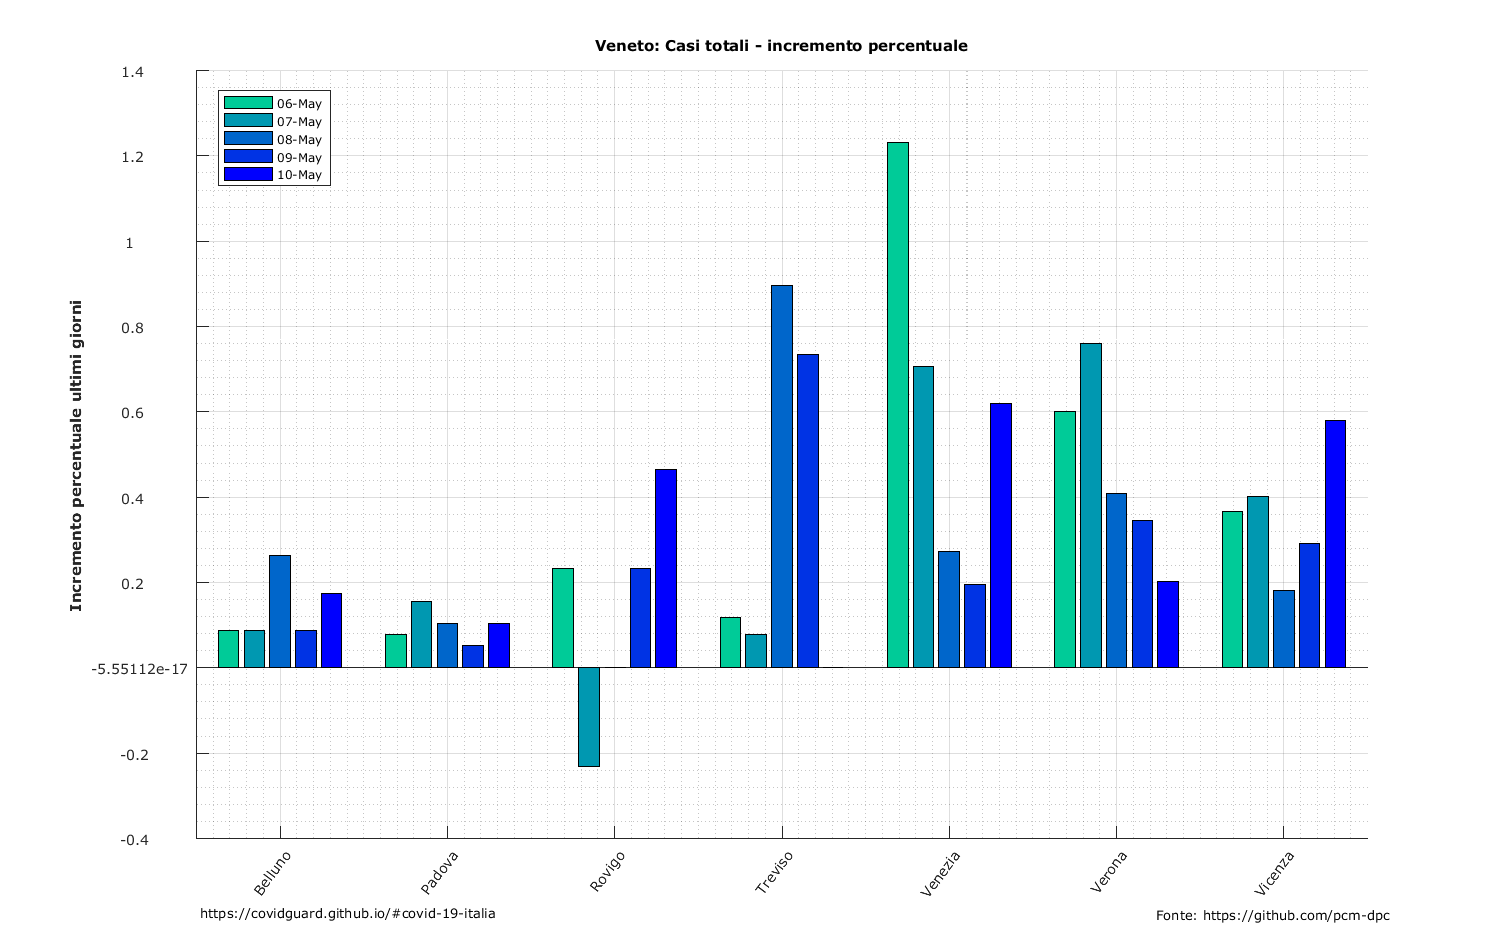 Veneto: Casi totali - incremento percentuale
06-May
07-May
08-May
09-May
10-May
Incremento percentuale ultimi giorni
1.4
1.2
1
0.8
0.6
0.4
0.2
-5.55112e-17
-0.2
-0.4
Belluno
Padova
Rovigo
Treviso
Venezia
Verona
Vicenza
https://covidguard.github.io/#covid-19-italia
Fonte: https://github.com/pcm-dpc